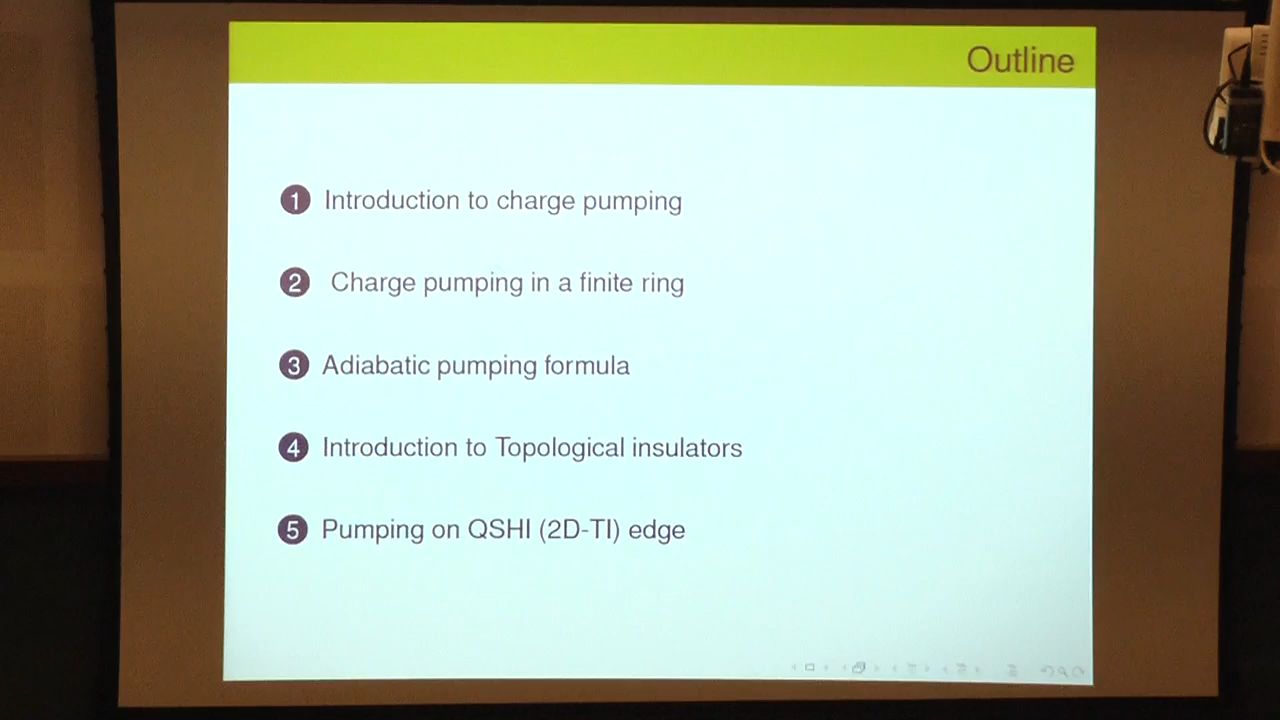 Outline
1 Introduction to charge pumping
2 Charge pumping in a finite ring
3 Adiabatic pumping formula
4 Introduction to Topological insulators
5 Pumping on QSHI (2D-TI) edge